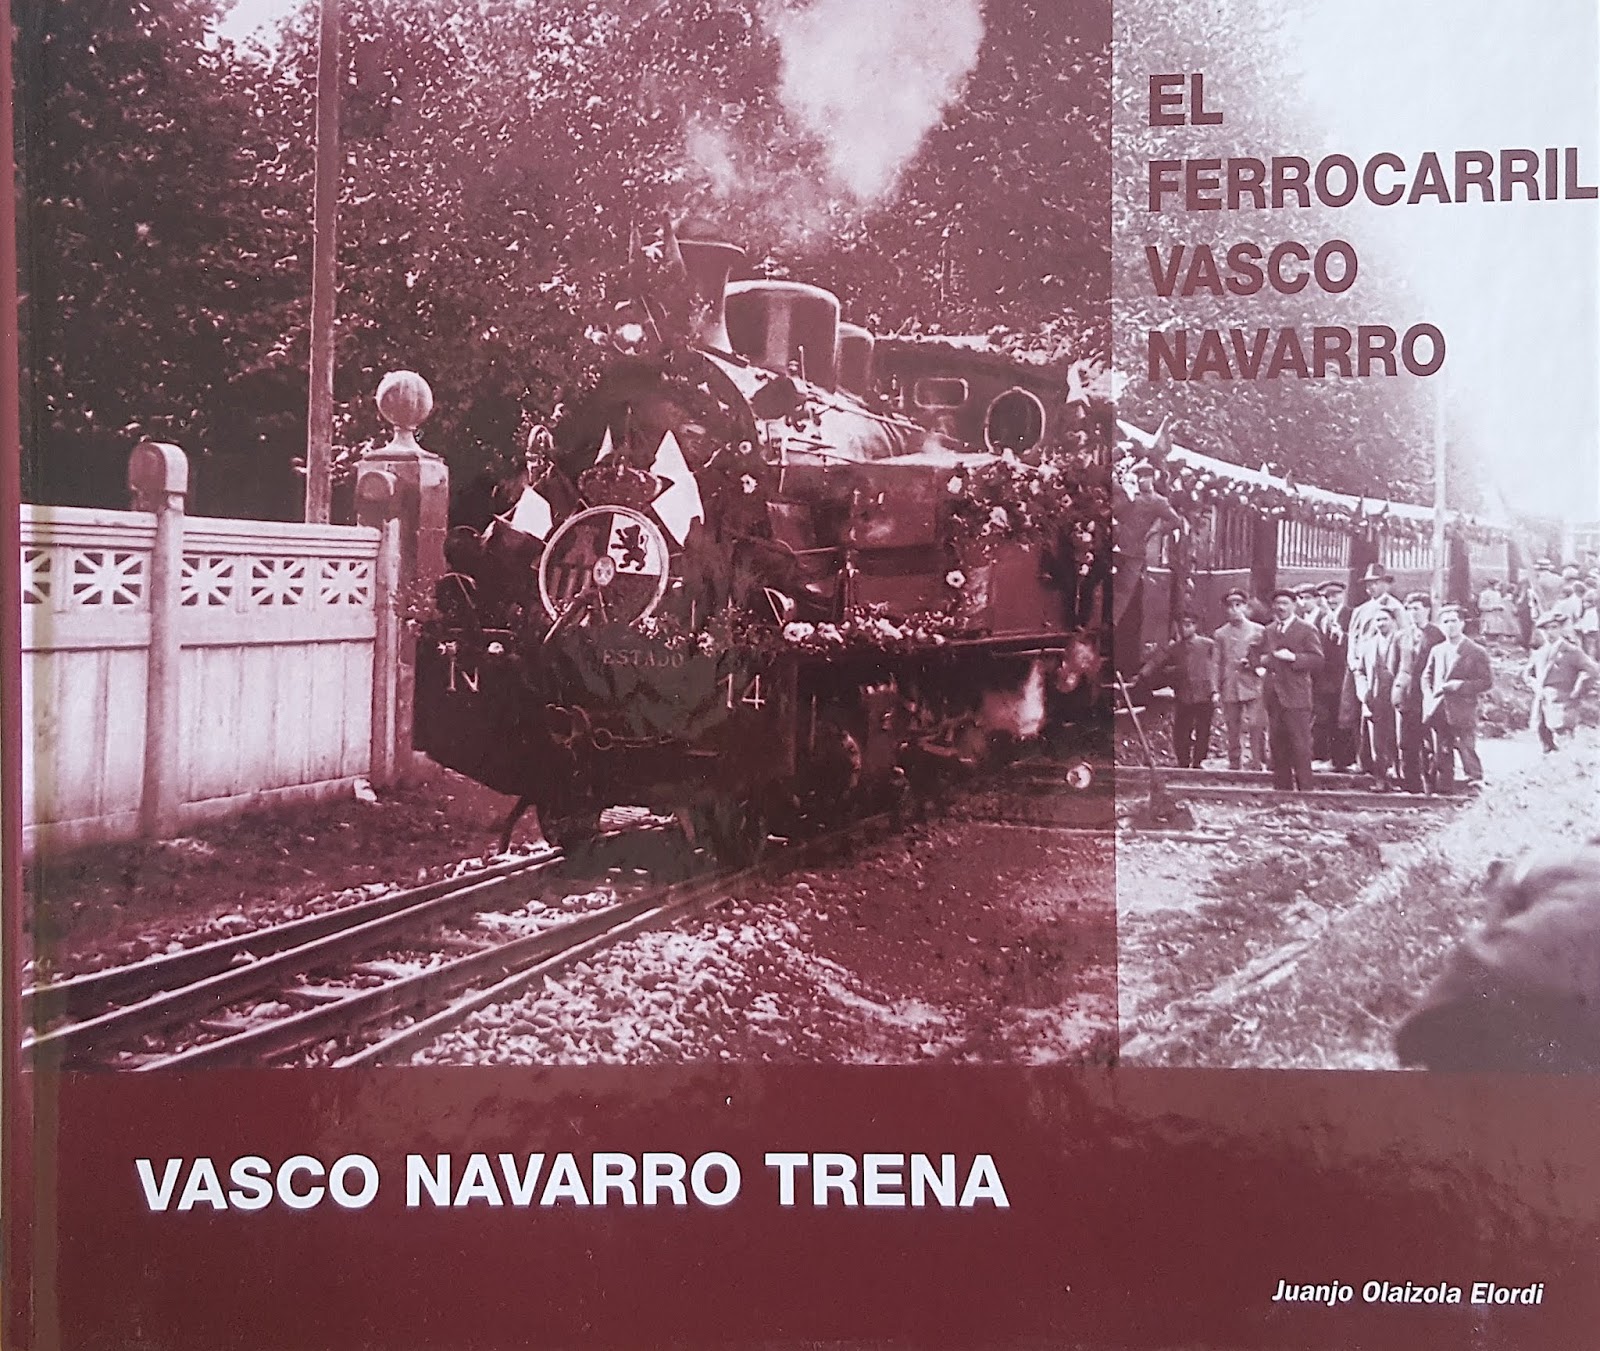 EL
FERROCARRIL
VASCO
NAVARRO
ESTADO
N 14
VASCO NAVARRO TRENA
Juanjo Olaizola Elordi